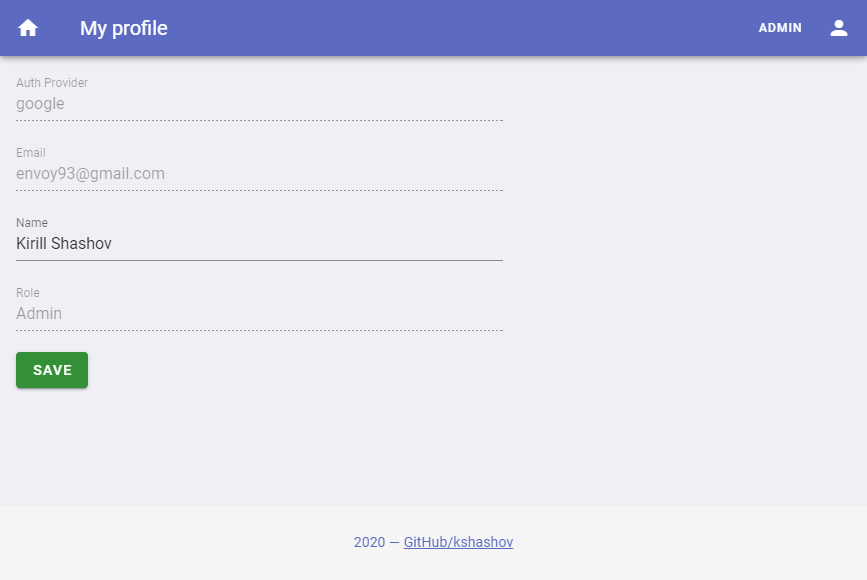 My profile
ADMIN
Auth Provider
google
Email
envoy93@gmail.com
Name
Kirill Shashov
Role
Admin
SAVE
2020 — GitHub/kshashov